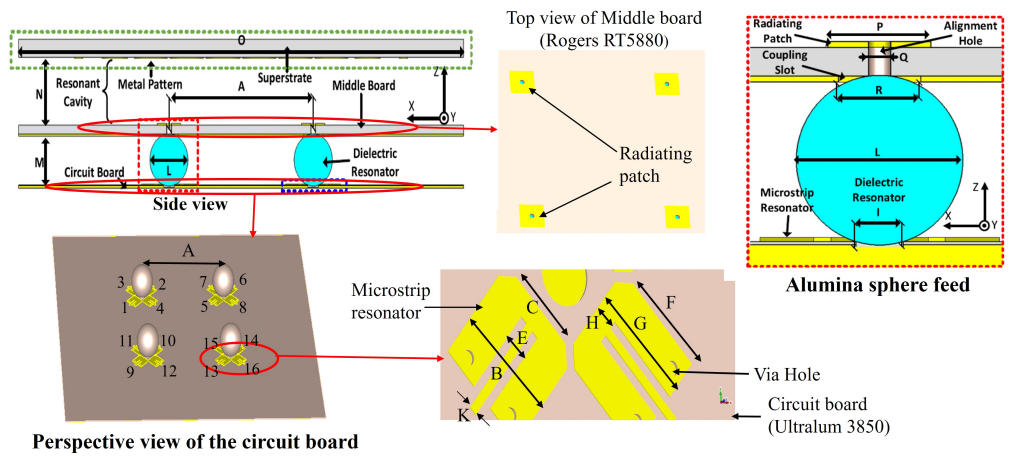 O
Resonant
Cavity
Metal Pattern
Superstrate
Z
N
A
Middle Board
X
Y
M
L
Dielectric
Resonator
Circuit Board
Side view
Top view of Middle board
(Rogers RT5880)
Radiating
patch
Radiating
Patch
P
Alignment
Hole
Coupling
Slot
Q
R
L
Dielectric
Resonator
I
Microstrip
Resonator
Z
X
Y
Alumina sphere feed
A
3 2 7 6
1 4 5 8
11 10 15 14
9 12 13 16
Perspective view of the circuit board
Microstrip
resonator
C
E
B
K
H
G
F
Via Hole
Circuit board
(Ultralum 3850)